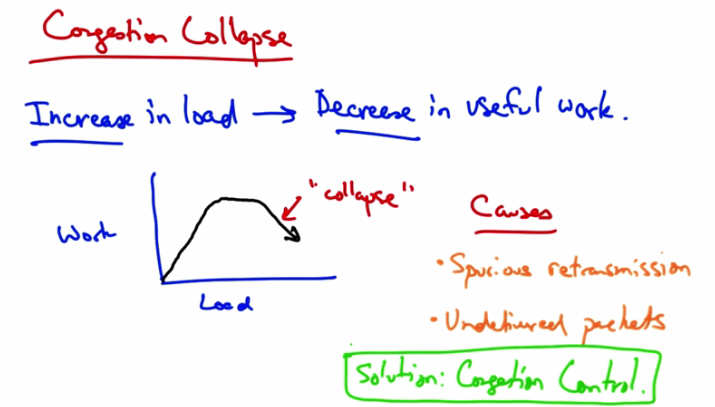 Congestion Collapse
Increase in load → Decrease in useful work.
"collapse"
Work
Load
Causes
• Spurious retransmission
• Undelivered packets
Solution: Congestion Control.